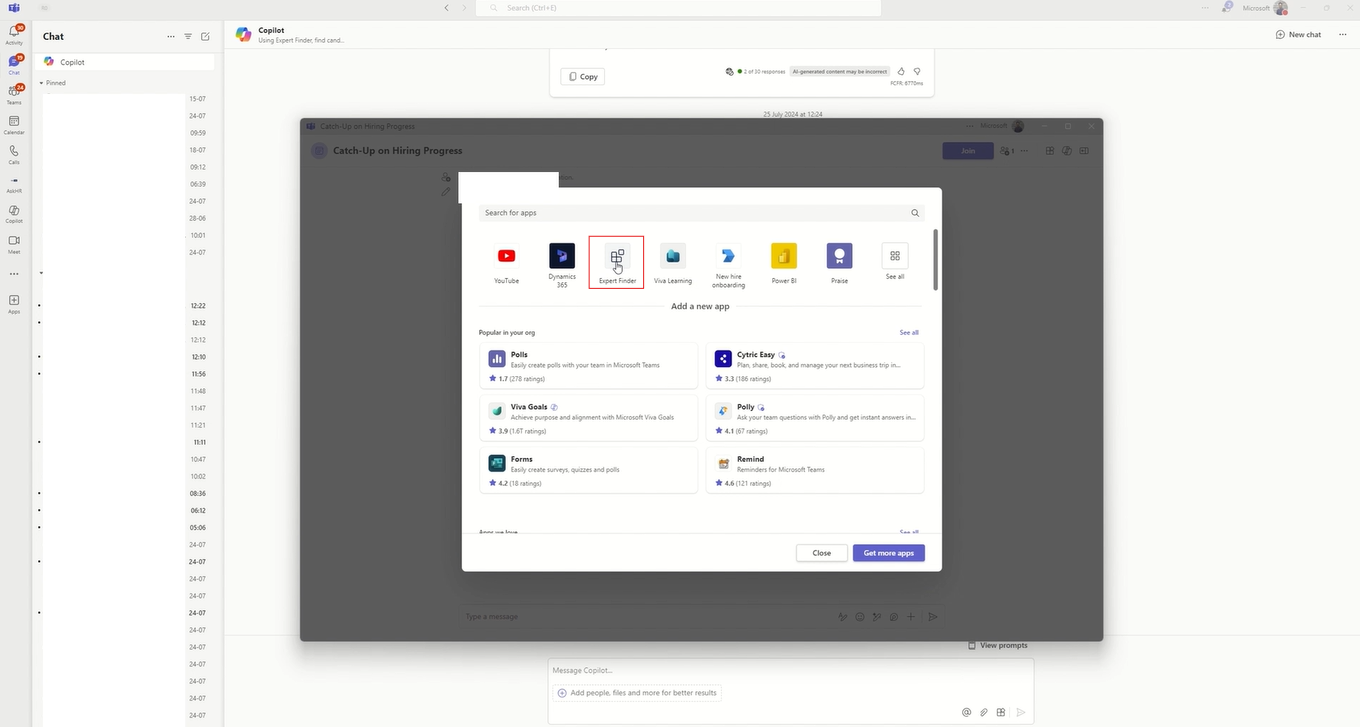 Search (Ctrl+E)
Microsoft
30
Activity
19
Chat
24
Teams
Calendar
Calls
AskHR
Copilot
Meet
Apps
Chat
Copilot
Pinned
15-07
24-07
09:59
18-07
09:12
06:39
24-07
28-06
10:01
24-07
12:22
12:12
12:12
12:10
11:56
11:48
11:47
11:21
11:11
10:47
10:02
08:36
06:12
05:06
24-07
24-07
24-07
24-07
24-07
24-07
24-07
24-07
24-07
24-07
24-07
Copilot
Using Expert Finder, find cand...
New chat
Copy
2 of 30 responses
AI-generated content may be incorrect
FCFR: 6770ms
25 July 2024 at 12:24
Catch-Up on Hiring Progress
Microsoft
Catch-Up on Hiring Progress
Join
1
Search for apps
YouTube
Dynamics 365
Expert Finder
Viva Learning
New hire onboarding
Power BI
Praise
See all
Add a new app
Popular in your org
See all
Polls
Easily create polls with your team in Microsoft Teams
1.7 (278 ratings)
Cytric Easy
Plan, share, book, and manage your next business trip in...
3.3 (186 ratings)
Viva Goals
Achieve purpose and alignment with Microsoft Viva Goals
3.9 (1.6T ratings)
Polly
Ask your team questions with Polly and get instant answers in...
4.1 (67 ratings)
Forms
Easily create surveys, quizzes and polls
4.2 (18 ratings)
Remind
Reminders for Microsoft Teams
4.6 (121 ratings)
Apps we love
See all
Close
Get more apps
Type a message
View prompts
Message Copilot...
Add people, files and more for better results